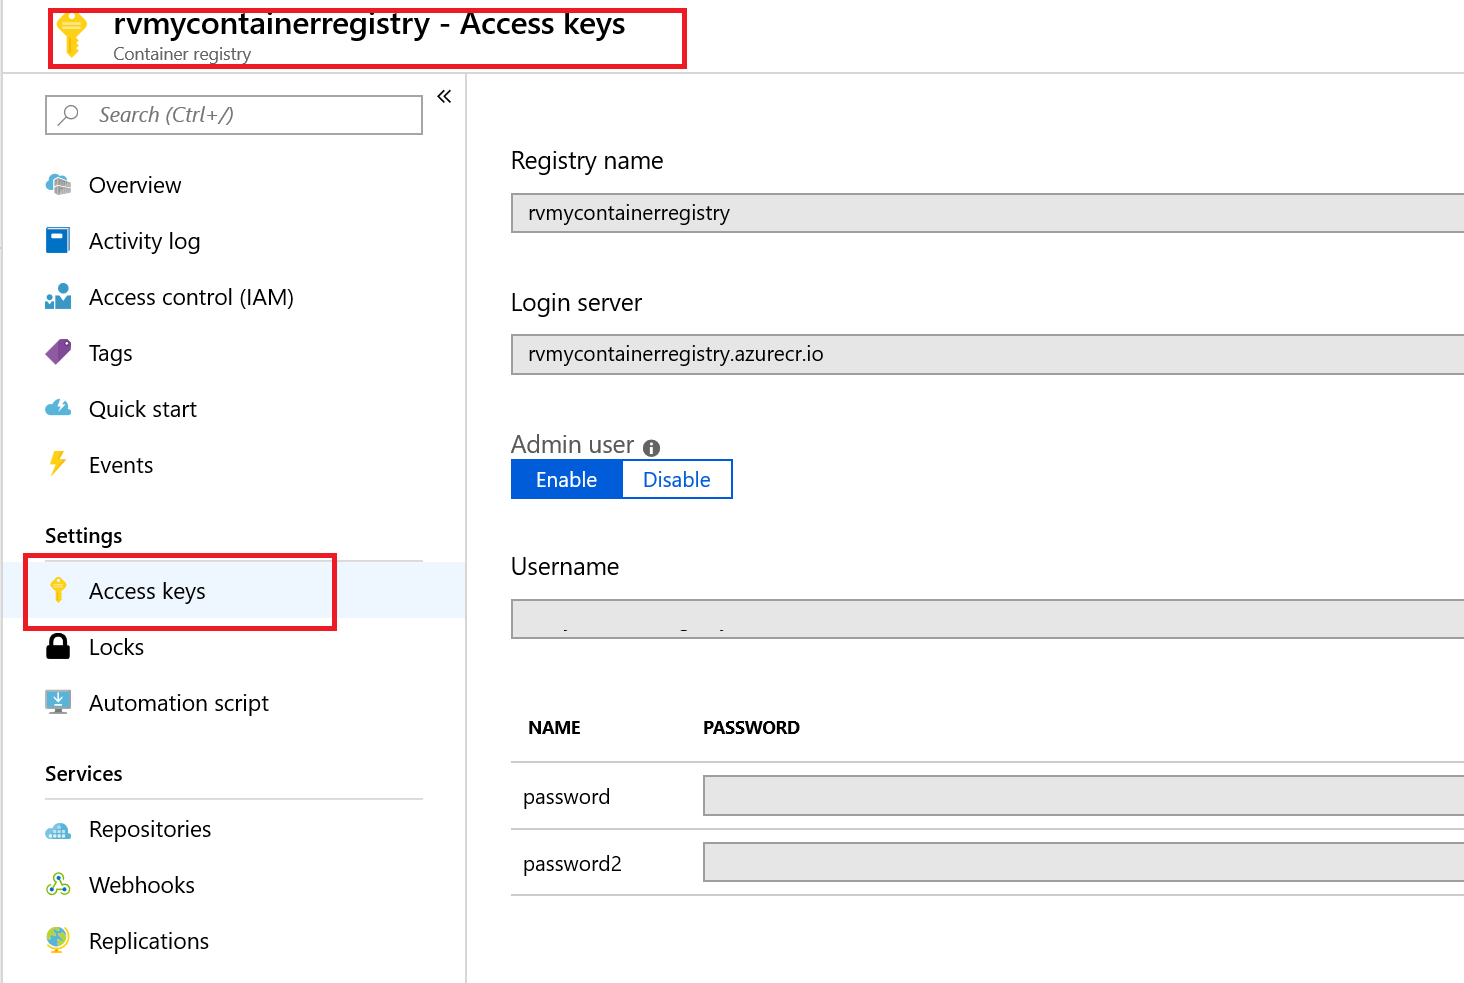 rvmycontainerregistry - Access keys
Container registry
Search (Ctrl+/)
Overview
Activity log
Access control (IAM)
Tags
Quick start
Events
Settings
Access keys
Locks
Automation script
Services
Repositories
Webhooks
Replications
Registry name
rvmycontainerregistry
Login server
rvmycontainerregistry.azurecr.io
Admin user
Enable Disable
Username
NAME PASSWORD
password
password2